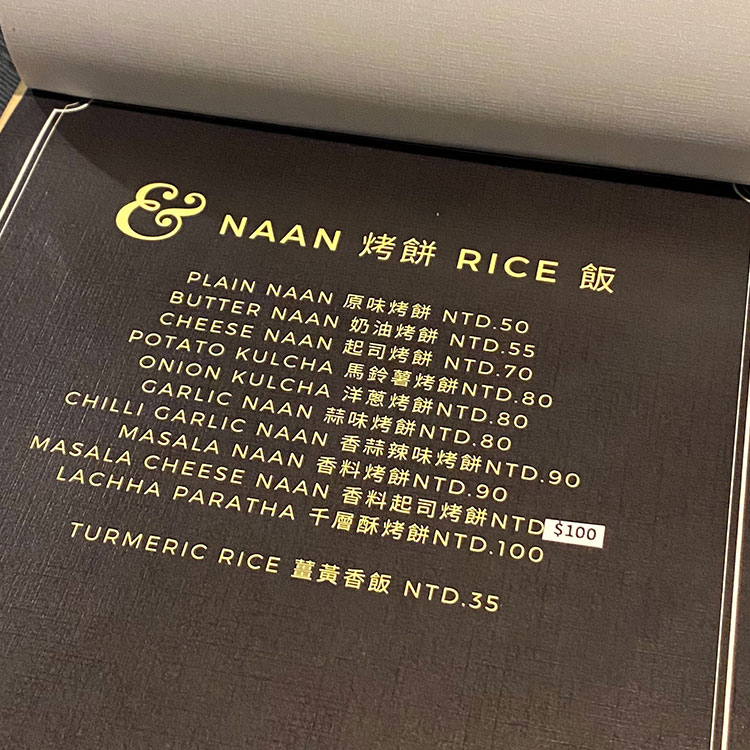 & NAAN 烤餅 RICE 飯
PLAIN NAAN 原味烤餅 NTD.50
BUTTER NAAN 奶油烤餅 NTD.55
CHEESE NAAN 起司烤餅 NTD.70
POTATO KULCHA 馬鈴薯烤餅NTD.80
ONION KULCHA 洋蔥烤餅NTD.80
GARLIC NAAN 蒜味烤餅NTD.80
CHILLI GARLIC NAAN 香蒜辣味烤餅NTD.90
MASALA NAAN 香料烤餅NTD.90
MASALA CHEESE NAAN 香料起司烤餅NTD $100
LACHHA PARATHA 千層酥烤餅NTD.100
TURMERIC RICE 薑黃香飯 NTD.35